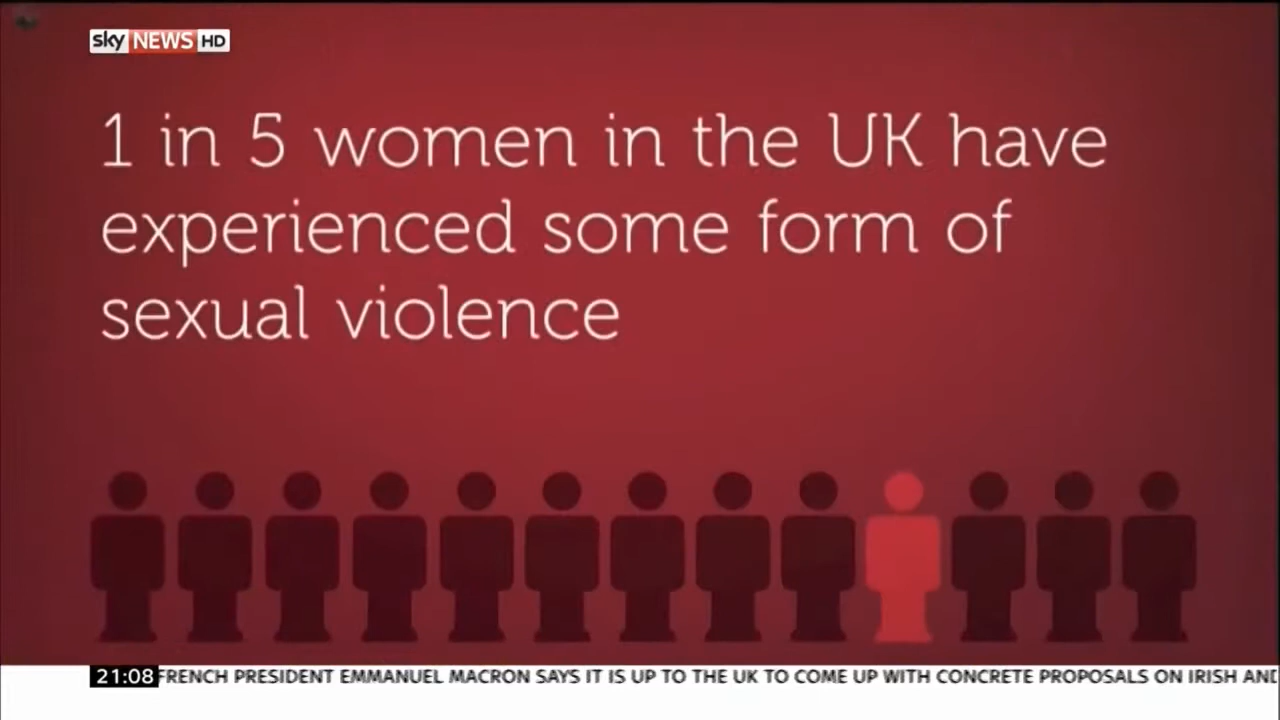 sky NEWS HD
1 in 5 women in the UK have
experienced some form of
sexual violence
21:08 FRENCH PRESIDENT EMMANUEL MACRON SAYS IT IS UP TO THE UK TO COME UP WITH CONCRETE PROPOSALS ON IRISH AND